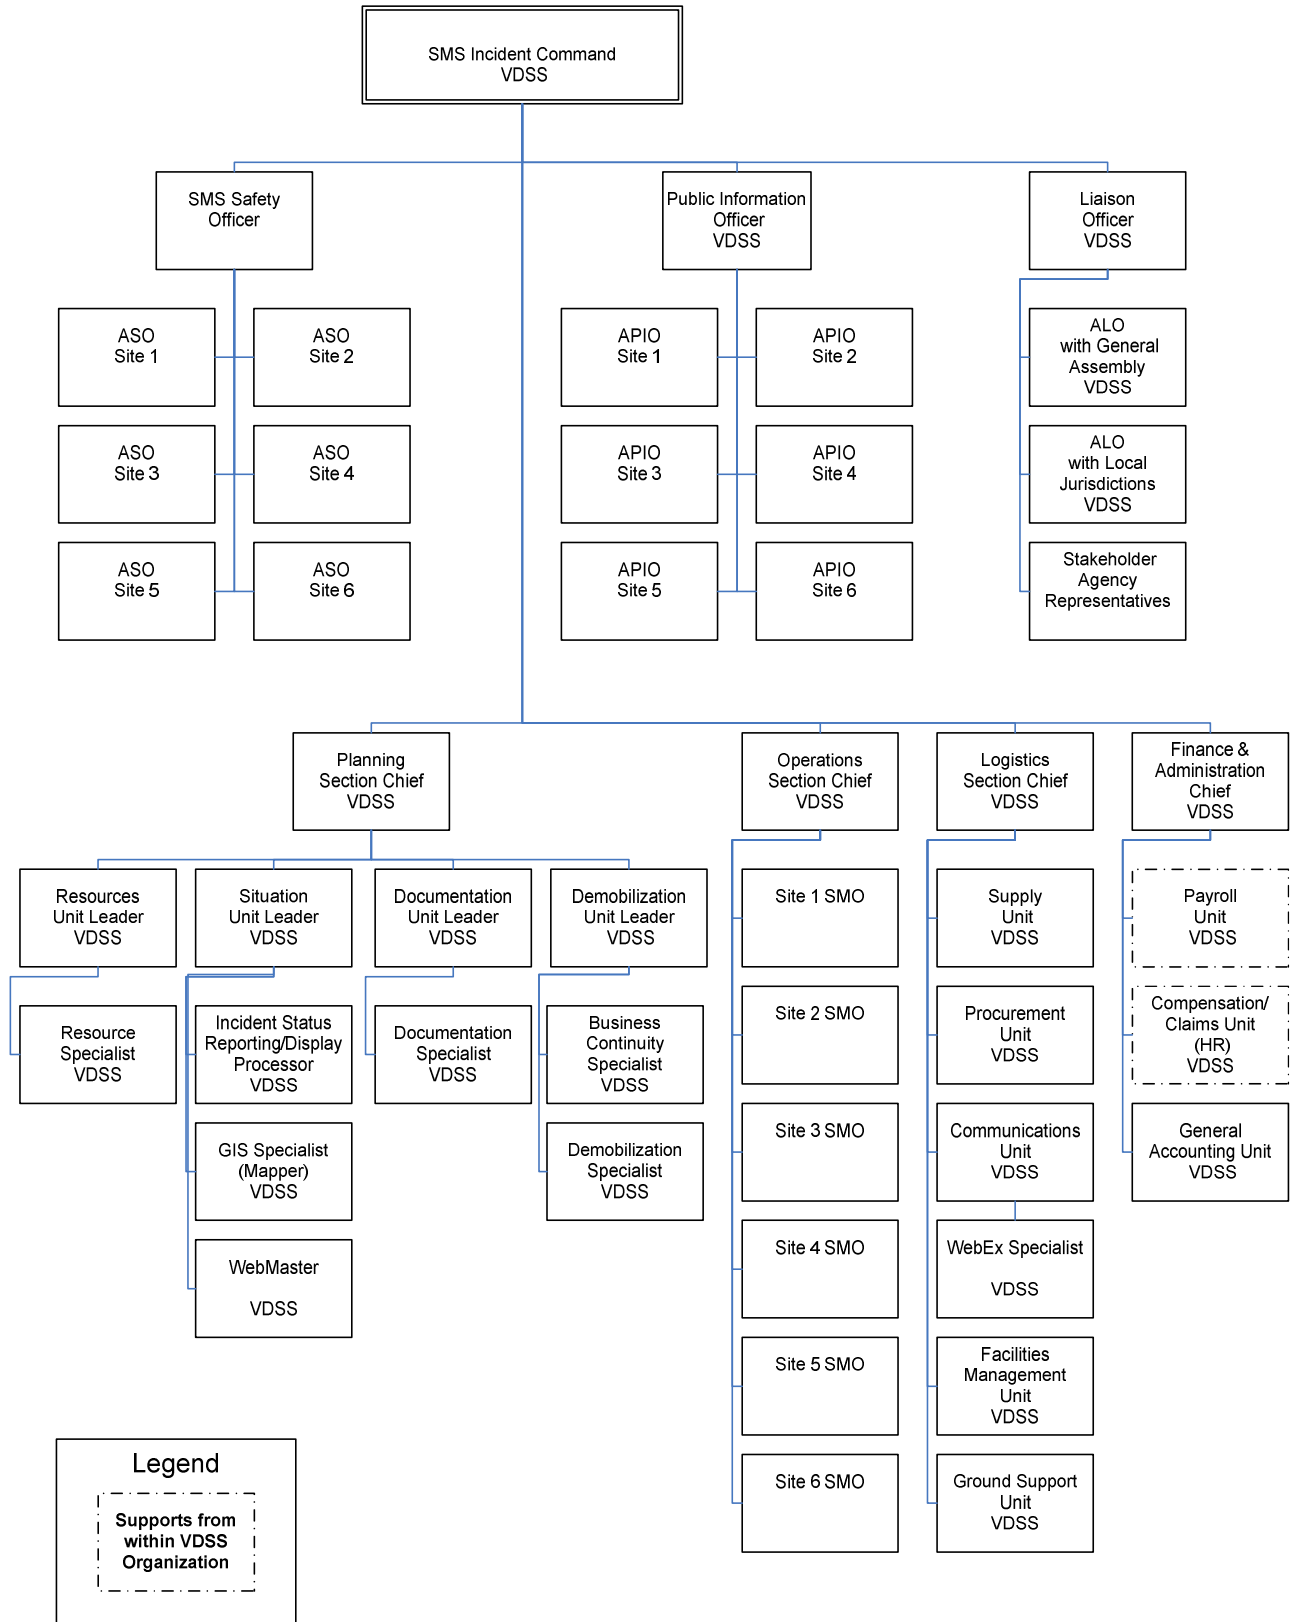 SMS Incident Command
VDSS
SMS Safety
Officer
Public Information
Officer
VDSS
Liaison
Officer
VDSS
ASO
Site 1
ASO
Site 2
APIO
Site 1
APIO
Site 2
ALO
with General
Assembly
VDSS
ASO
Site 3
ASO
Site 4
APIO
Site 3
APIO
Site 4
ALO
with Local
Jurisdictions
VDSS
ASO
Site 5
ASO
Site 6
APIO
Site 5
APIO
Site 6
Stakeholder
Agency
Representatives
Planning
Section Chief
VDSS
Operations
Section Chief
VDSS
Logistics
Section Chief
VDSS
Finance &
Administration
Chief
VDSS
Resources
Unit Leader
VDSS
Situation
Unit Leader
VDSS
Documentation
Unit Leader
VDSS
Demobilization
Unit Leader
VDSS
Site 1 SMO
Supply
Unit
VDSS
Payroll
Unit
VDSS
Resource
Specialist
VDSS
Incident Status
Reporting/Display
Processor
VDSS
Documentation
Specialist
VDSS
Business
Continuity
Specialist
VDSS
Site 2 SMO
Procurement
Unit
VDSS
Compensation/
Claims Unit
(HR)
VDSS
GIS Specialist
(Mapper)
VDSS
Demobilization
Specialist
VDSS
Site 3 SMO
Communications
Unit
VDSS
General
Accounting Unit
VDSS
WebMaster
VDSS
Site 4 SMO
WebEx Specialist
VDSS
Site 5 SMO
Facilities
Management
Unit
VDSS
Site 6 SMO
Ground Support
Unit
VDSS
Legend
Supports from
within VDSS
Organization